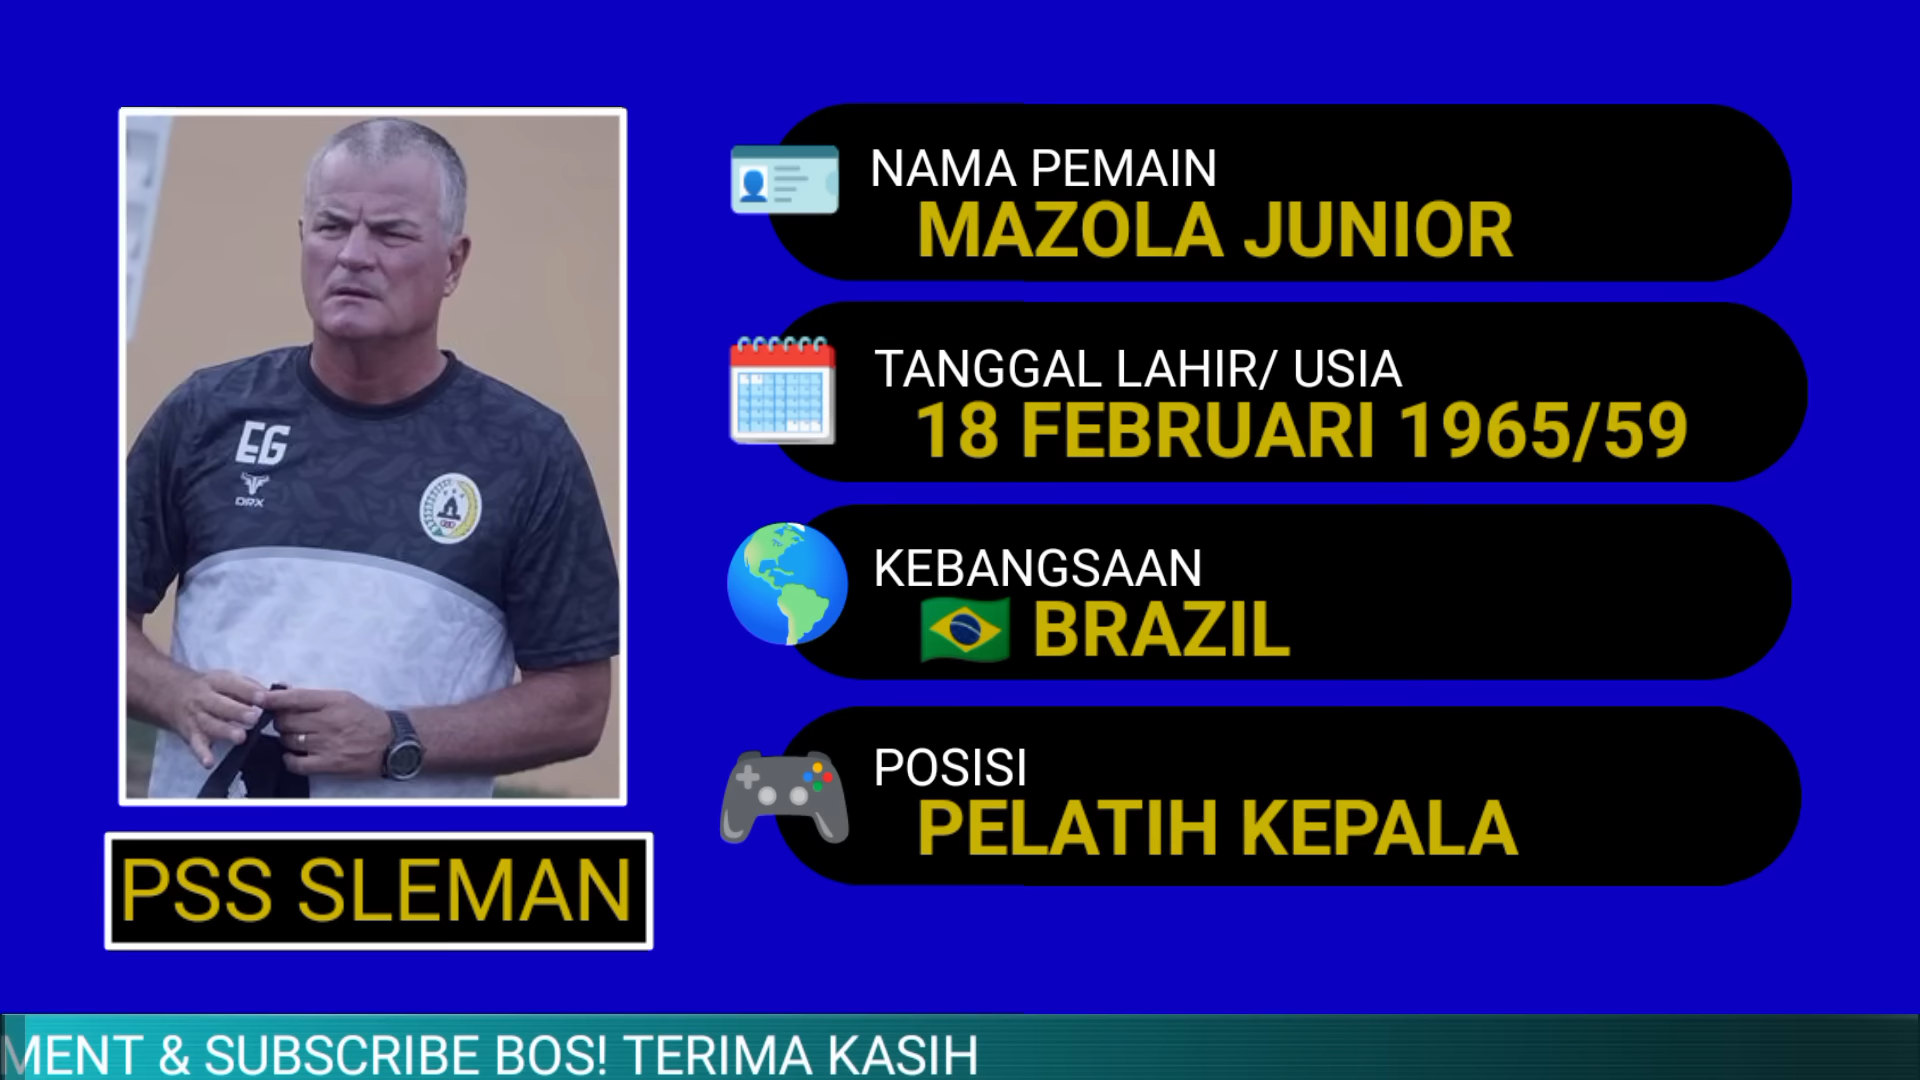 NAMA PEMAIN
MAZOLA JUNIOR
TANGGAL LAHIR/ USIA
18 FEBRUARI 1965/59
KEBANGSAAN
BRAZIL
POSISI
PELATIH KEPALA
EG
DRX
PSS SLEMAN
MENT & SUBSCRIBE BOS! TERIMA KASIH